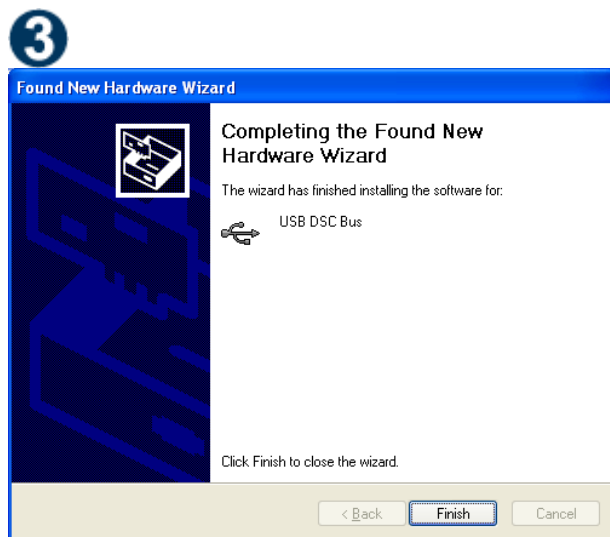 3
Found New Hardware Wizard
Completing the Found New
Hardware Wizard
The wizard has finished installing the software for:
USB DSC Bus
Click Finish to close the wizard.
< Back Finish Cancel